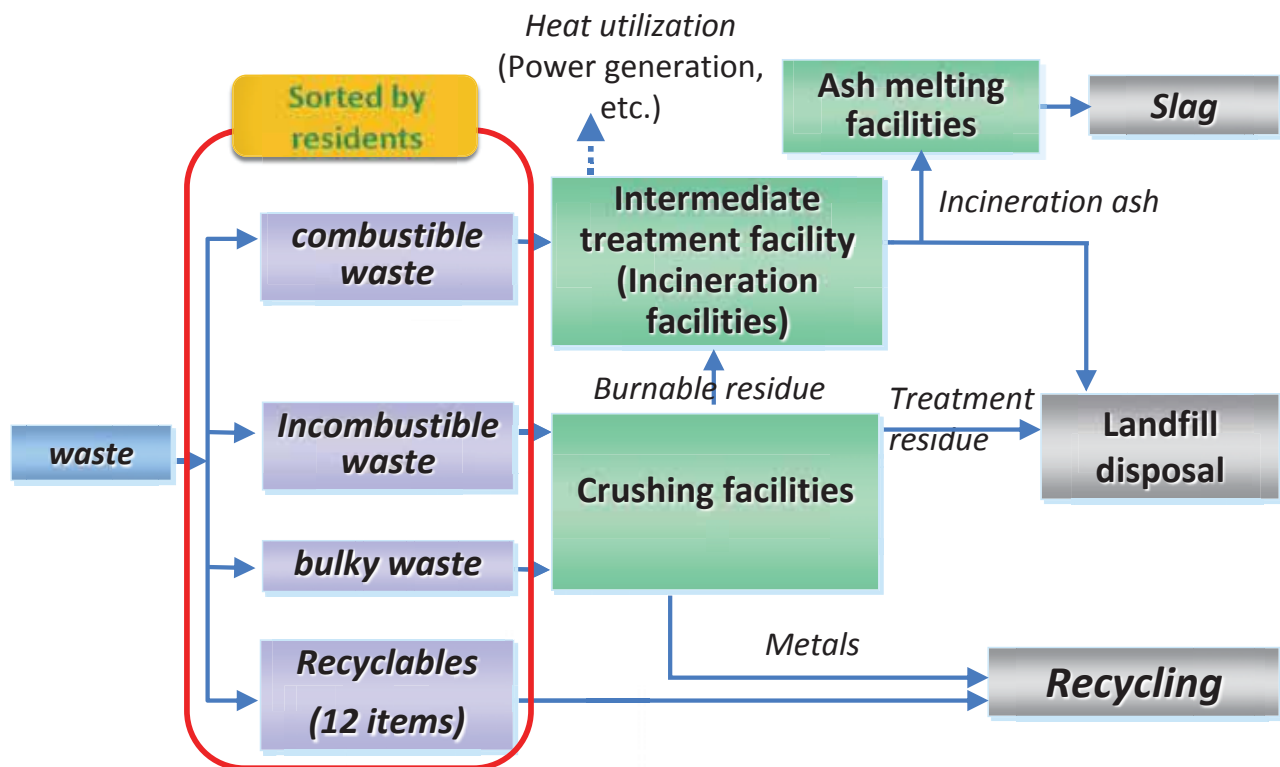 Heat utilization
(Power generation,
etc.)
Ash melting
facilities
Slag
Sorted by
residents
Intermediate
treatment facility
(Incineration
facilities)
Incineration ash
combustible
waste
Burnable residue
Treatment
residue
Incombustible
waste
waste
Crushing facilities
Landfill
disposal
bulky waste
Metals
Recyclables
(12 items)
Recycling